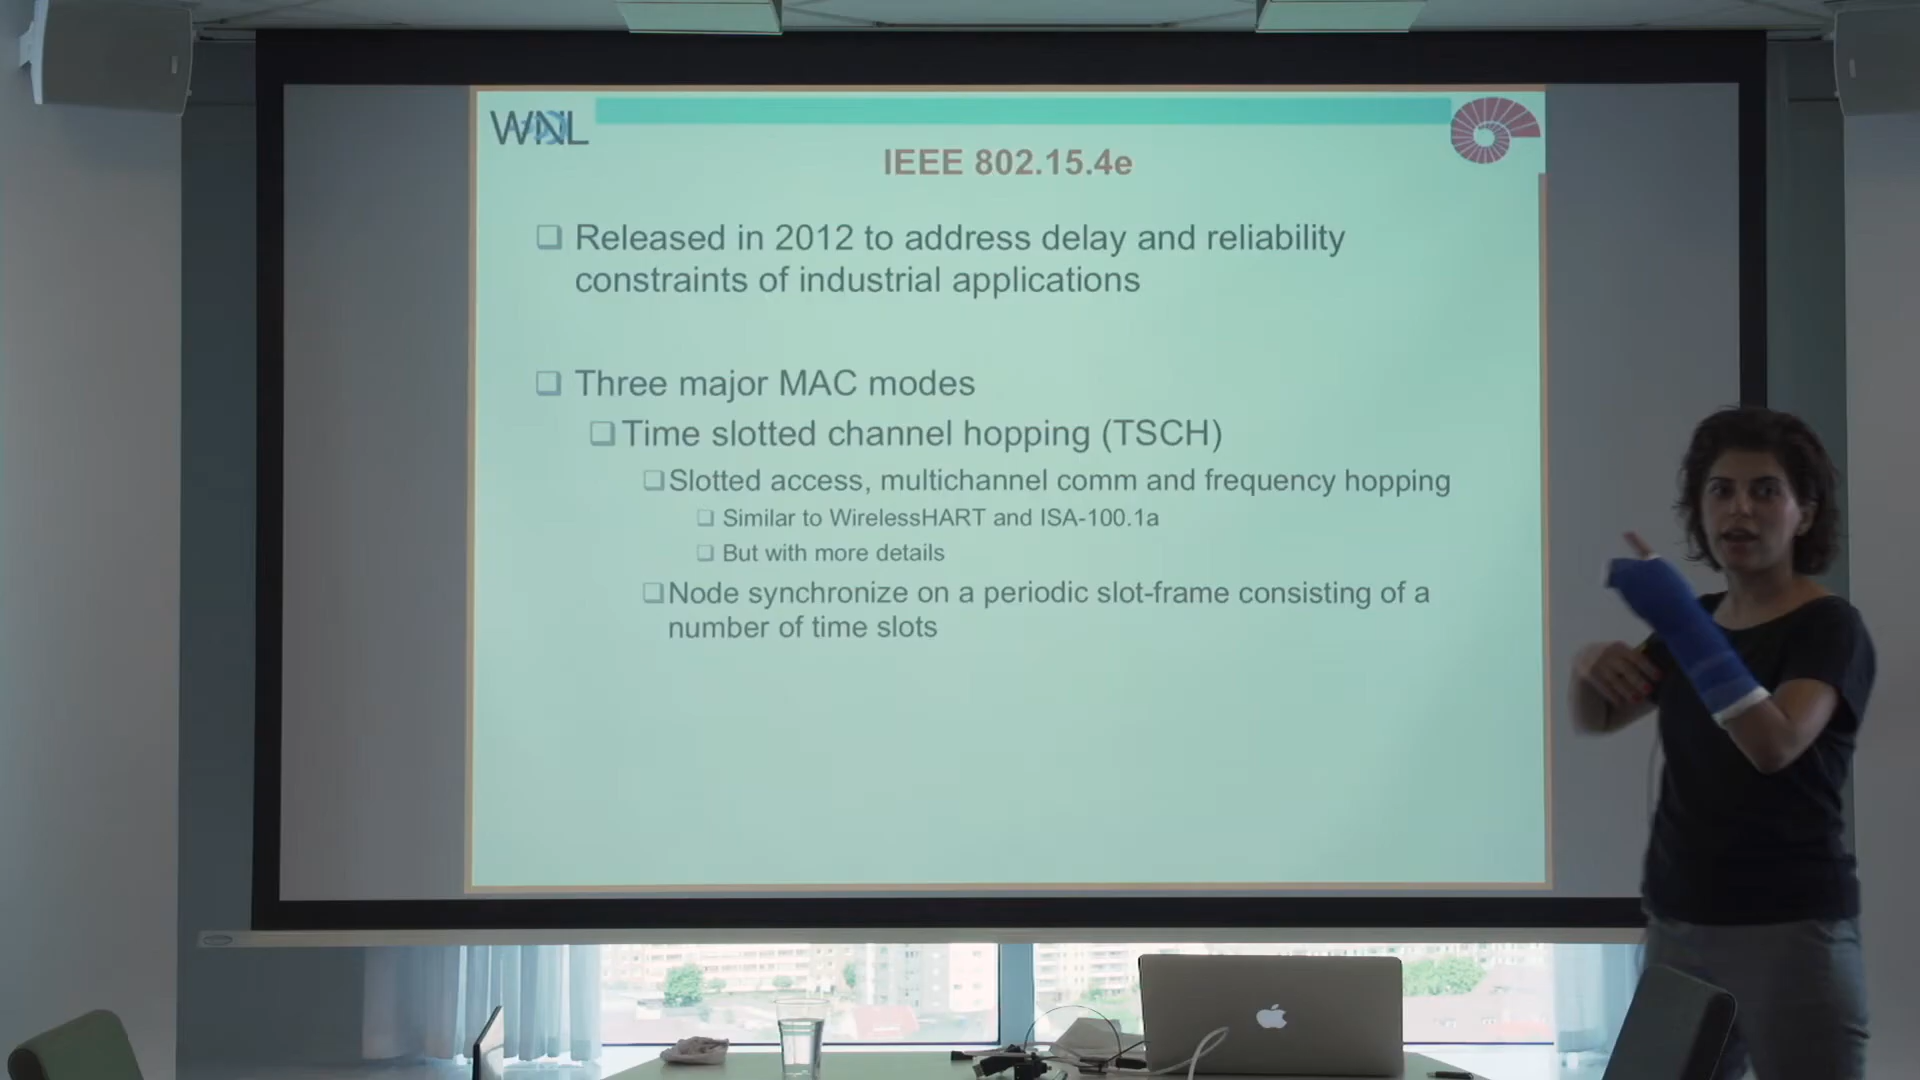 WNL
IEEE 802.15.4e
Released in 2012 to address delay and reliability
constraints of industrial applications
Three major MAC modes
Time slotted channel hopping (TSCH)
Slotted access, multichannel comm and frequency hopping
Similar to WirelessHART and ISA-100.1a
But with more details
Node synchronize on a periodic slot-frame consisting of a
number of time slots